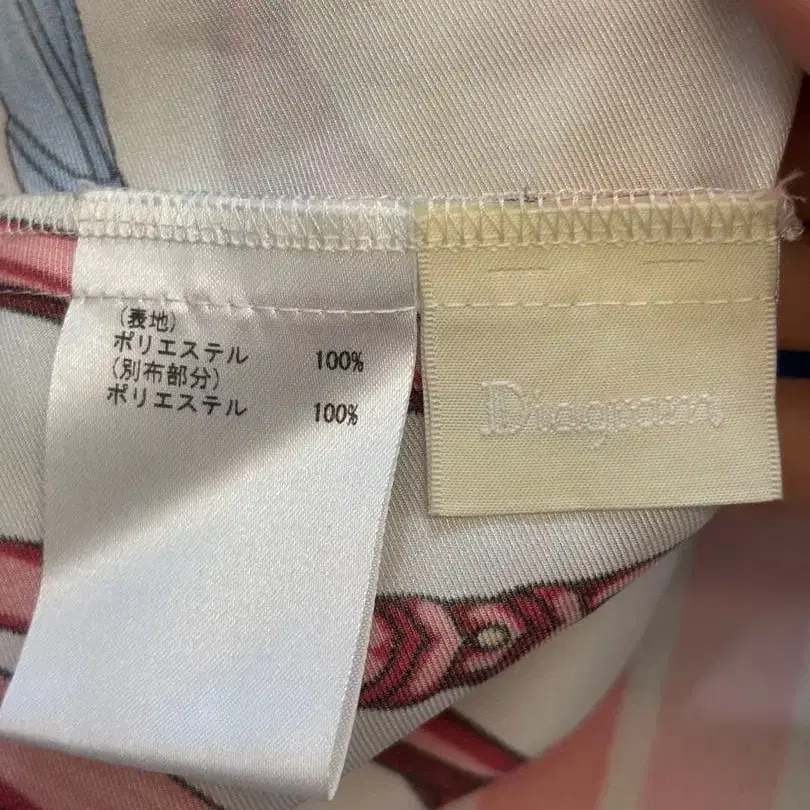 (表地)
ポリエステル 100%
(別布部分)
ポリエステル 100%
Diagram